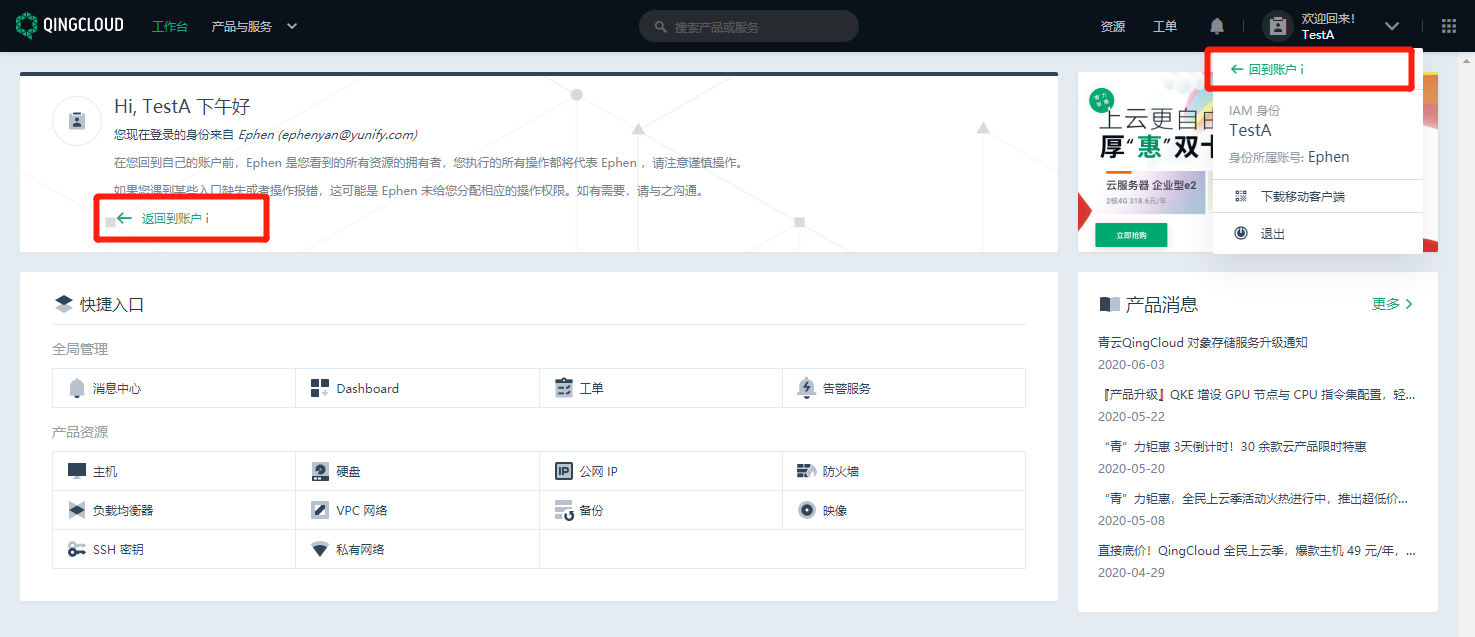 QINGCLOUD
工作台
产品与服务
搜索产品或服务
资源
工单
欢迎回来!
TestA
Hi, TestA 下午好
您现在登录的身份来自 Ephen (ephenyan@yunify.com)
在您回到自己的账户前，Ephen 是您看到的所有资源的拥有者，您执行的所有操作都将代表 Ephen ，请注意谨慎操作。
如果您遇到某些入口缺失或者操作报错，这可能是 Ephen 未给您分配相应的操作权限。如有需要，请与之沟通。
返回到账户 i
上云更自由
厚“惠”双十
云服务器 企业型e2
2核4G 318.6元/年
立即抢购
回到账户 i
IAM 身份
TestA
身份所属账号: Ephen
下载移动客户端
退出
快捷入口
全局管理
消息中心
Dashboard
工单
告警服务
产品资源
主机
硬盘
IP
公网 IP
防火墙
负载均衡器
VPC 网络
备份
映像
SSH 密钥
私有网络
产品消息
更多
青云QingCloud 对象存储服务升级通知
2020-06-03
『产品升级』QKE 增设 GPU 节点与 CPU 指令集配置，轻...
2020-05-22
“青”力钜惠 3天倒计时！30 余款云产品限时特惠
2020-05-20
“青”力钜惠，全民上云季活动火热进行中，推出超低价...
2020-05-08
直接底价！QingCloud 全民上云季，爆款主机 49 元/年，...
2020-04-29